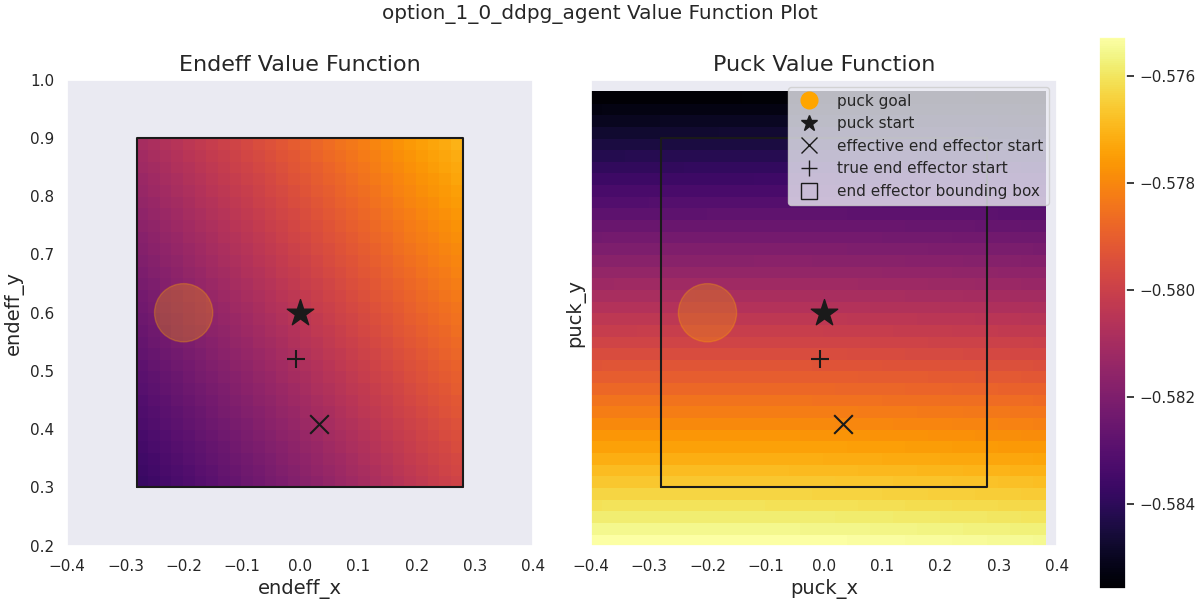 option_1_0_ddpg_agent Value Function Plot
Endeff Value Function
Puck Value Function
1.0
0.9
0.8
0.7
0.6
0.5
0.4
0.3
0.2
endeff_y
−0.4 −0.3 −0.2 −0.1 0.0 0.1 0.2 0.3 0.4
endeff_x
puck_y
puck goal
puck start
effective end effector start
true end effector start
end effector bounding box
−0.4 −0.3 −0.2 −0.1 0.0 0.1 0.2 0.3 0.4
puck_x
−0.576
−0.578
−0.580
−0.582
−0.584